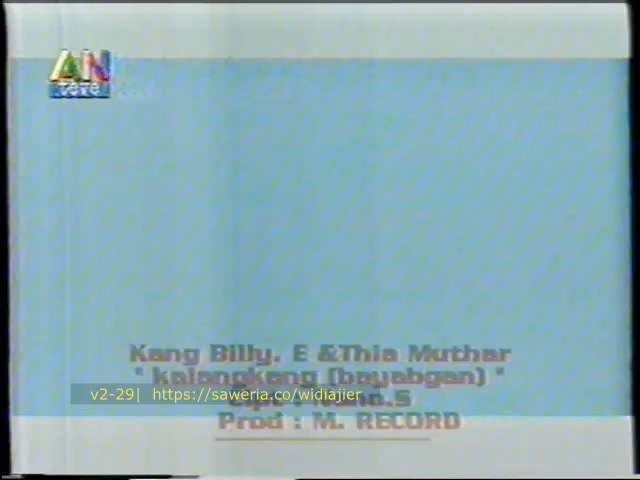 AN
teve
Kang Billy. E &Thia Muthar
" kalangkang (bayabgan) "
v2-29| https://saweria.co/widiajier
Prod : M. RECORD